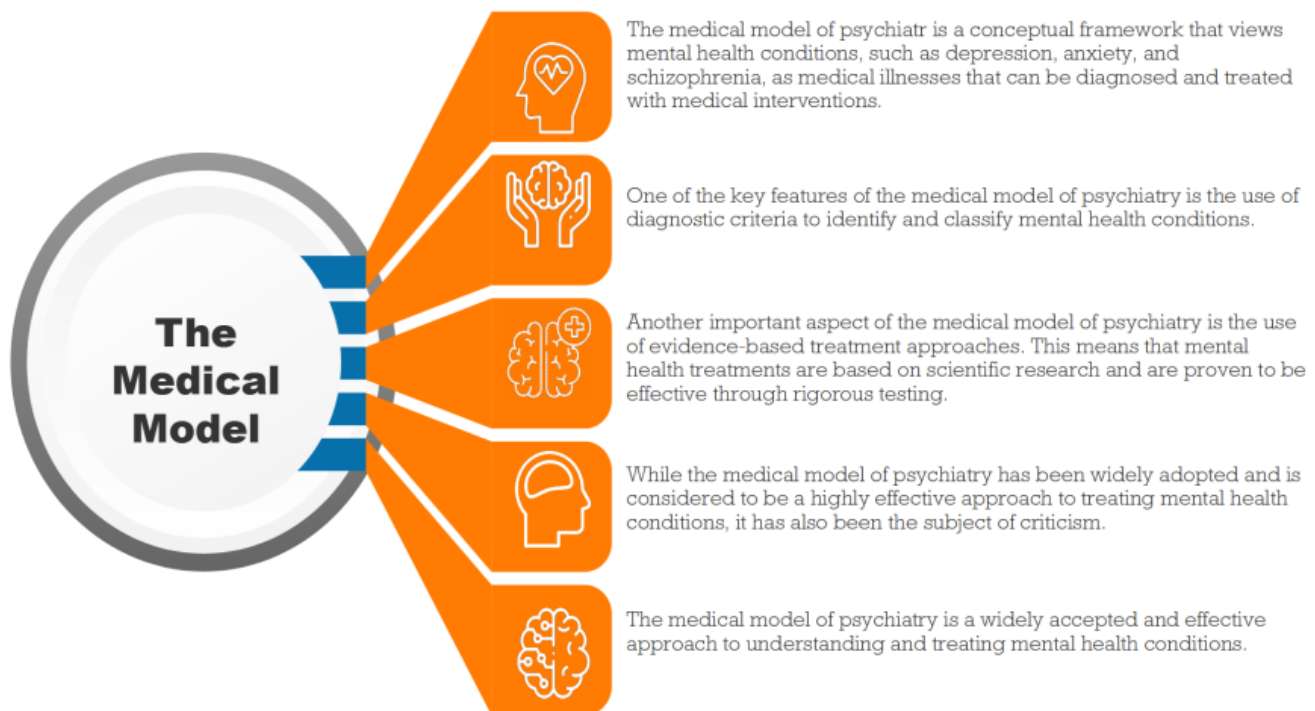 The
Medical
Model
The medical model of psychiatr is a conceptual framework that views
mental health conditions, such as depression, anxiety, and
schizophrenia, as medical illnesses that can be diagnosed and treated
with medical interventions.
One of the key features of the medical model of psychiatry is the use of
diagnostic criteria to identify and classify mental health conditions.
Another important aspect of the medical model of psychiatry is the use
of evidence-based treatment approaches. This means that mental
health treatments are based on scientific research and are proven to be
effective through rigorous testing.
While the medical model of psychiatry has been widely adopted and is
considered to be a highly effective approach to treating mental health
conditions, it has also been the subject of criticism.
The medical model of psychiatry is a widely accepted and effective
approach to understanding and treating mental health conditions.